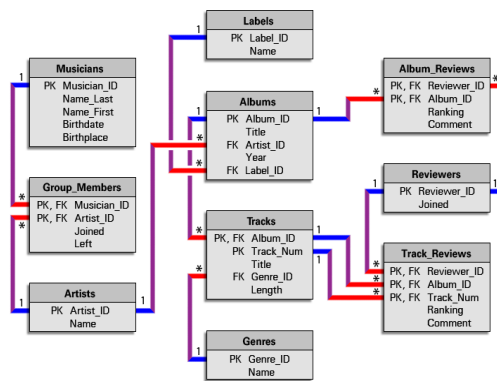 Labels
PK Label_ID
Name
Musicians
PK Musician_ID
Name_Last
Name_First
Birthdate
Birthplace
Albums
PK Album_ID
Title
FK Artist_ID
Year
FK Label_ID
Album_Reviews
PK, FK Reviewer_ID
PK, FK Album_ID
Ranking
Comment
Group_Members
PK, FK Musician_ID
PK, FK Artist_ID
Joined
Left
Reviewers
PK Reviewer_ID
Joined
Tracks
PK, FK Album_ID
PK Track_Num
Title
FK Genre_ID
Length
Track_Reviews
PK, FK Reviewer_ID
PK, FK Album_ID
PK, FK Track_Num
Ranking
Comment
Artists
PK Artist_ID
Name
Genres
PK Genre_ID
Name
1
1
1
1
*
*
*
*
*
*
*
1
1
1
1
1
*
*
*
*
1
1